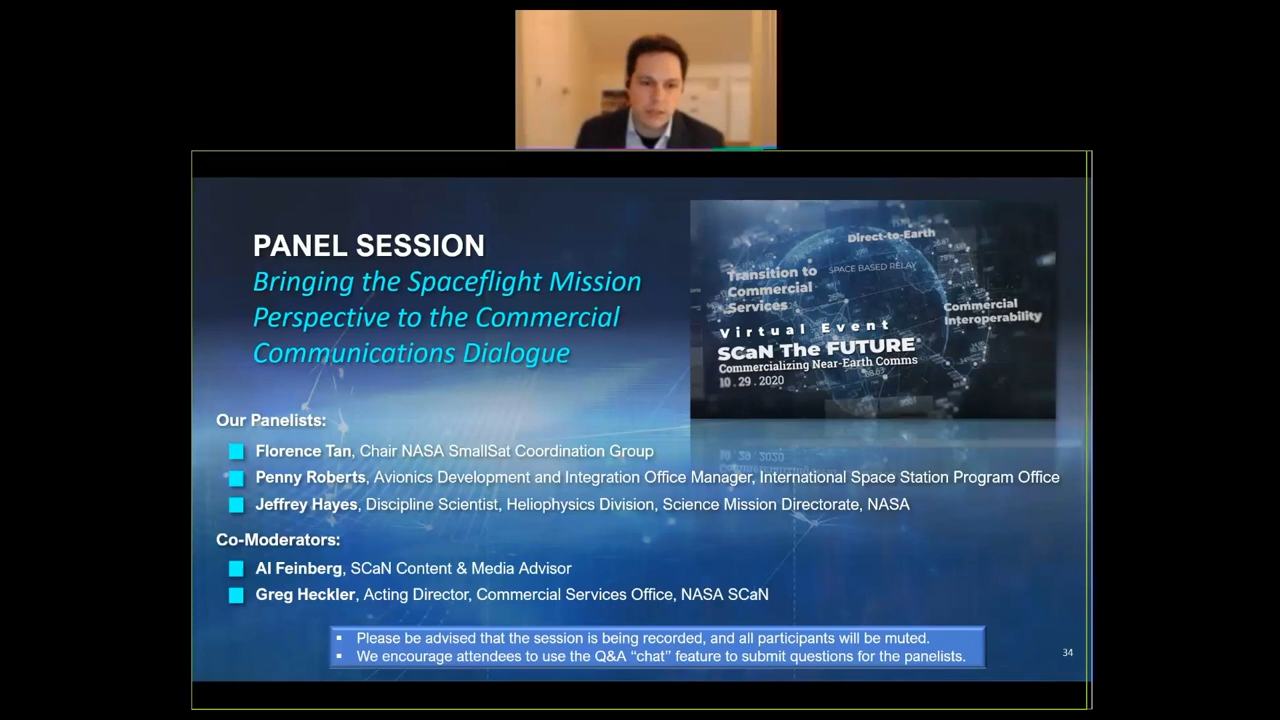 PANEL SESSION
Bringing the Spaceflight Mission
Perspective to the Commercial
Communications Dialogue
Direct-to-Earth
SPACE BASED RELAY
Transition to
Commercial
Services
Commercial
Interoperability
Virtual Event
SCaN The FUTURE
Commercializing Near-Earth Comms
10.29.2020
Our Panelists:
Florence Tan, Chair NASA SmallSat Coordination Group
Penny Roberts, Avionics Development and Integration Office Manager, International Space Station Program Office
Jeffrey Hayes, Discipline Scientist, Heliophysics Division, Science Mission Directorate, NASA
Co-Moderators:
Al Feinberg, SCaN Content & Media Advisor
Greg Heckler, Acting Director, Commercial Services Office, NASA SCaN
▪ Please be advised that the session is being recorded, and all participants will be muted.
▪ We encourage attendees to use the Q&A “chat” feature to submit questions for the panelists.
34